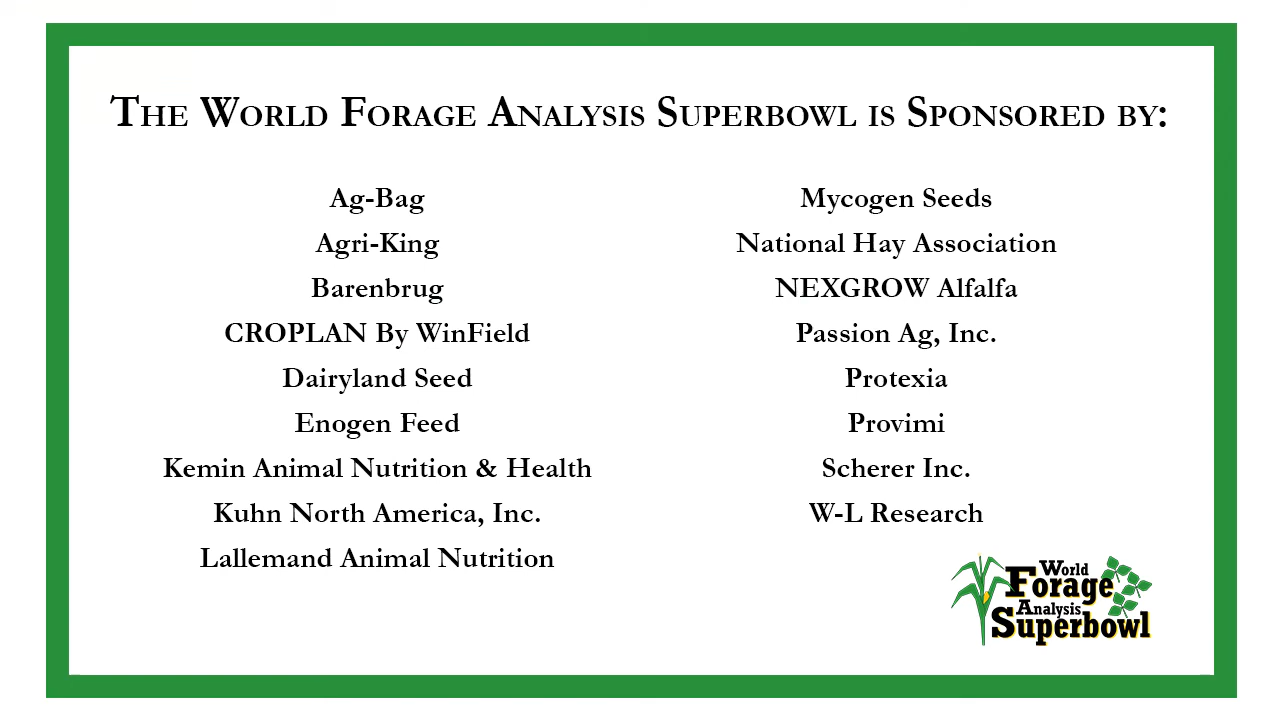 The World Forage Analysis Superbowl is Sponsored by:
Ag-Bag
Agri-King
Barenbrug
CROPLAN By WinField
Dairyland Seed
Enogen Feed
Kemin Animal Nutrition & Health
Kuhn North America, Inc.
Lallemand Animal Nutrition
Mycogen Seeds
National Hay Association
NEXGROW Alfalfa
Passion Ag, Inc.
Protexia
Provimi
Scherer Inc.
W-L Research
World
Forage
Analysis
Superbowl